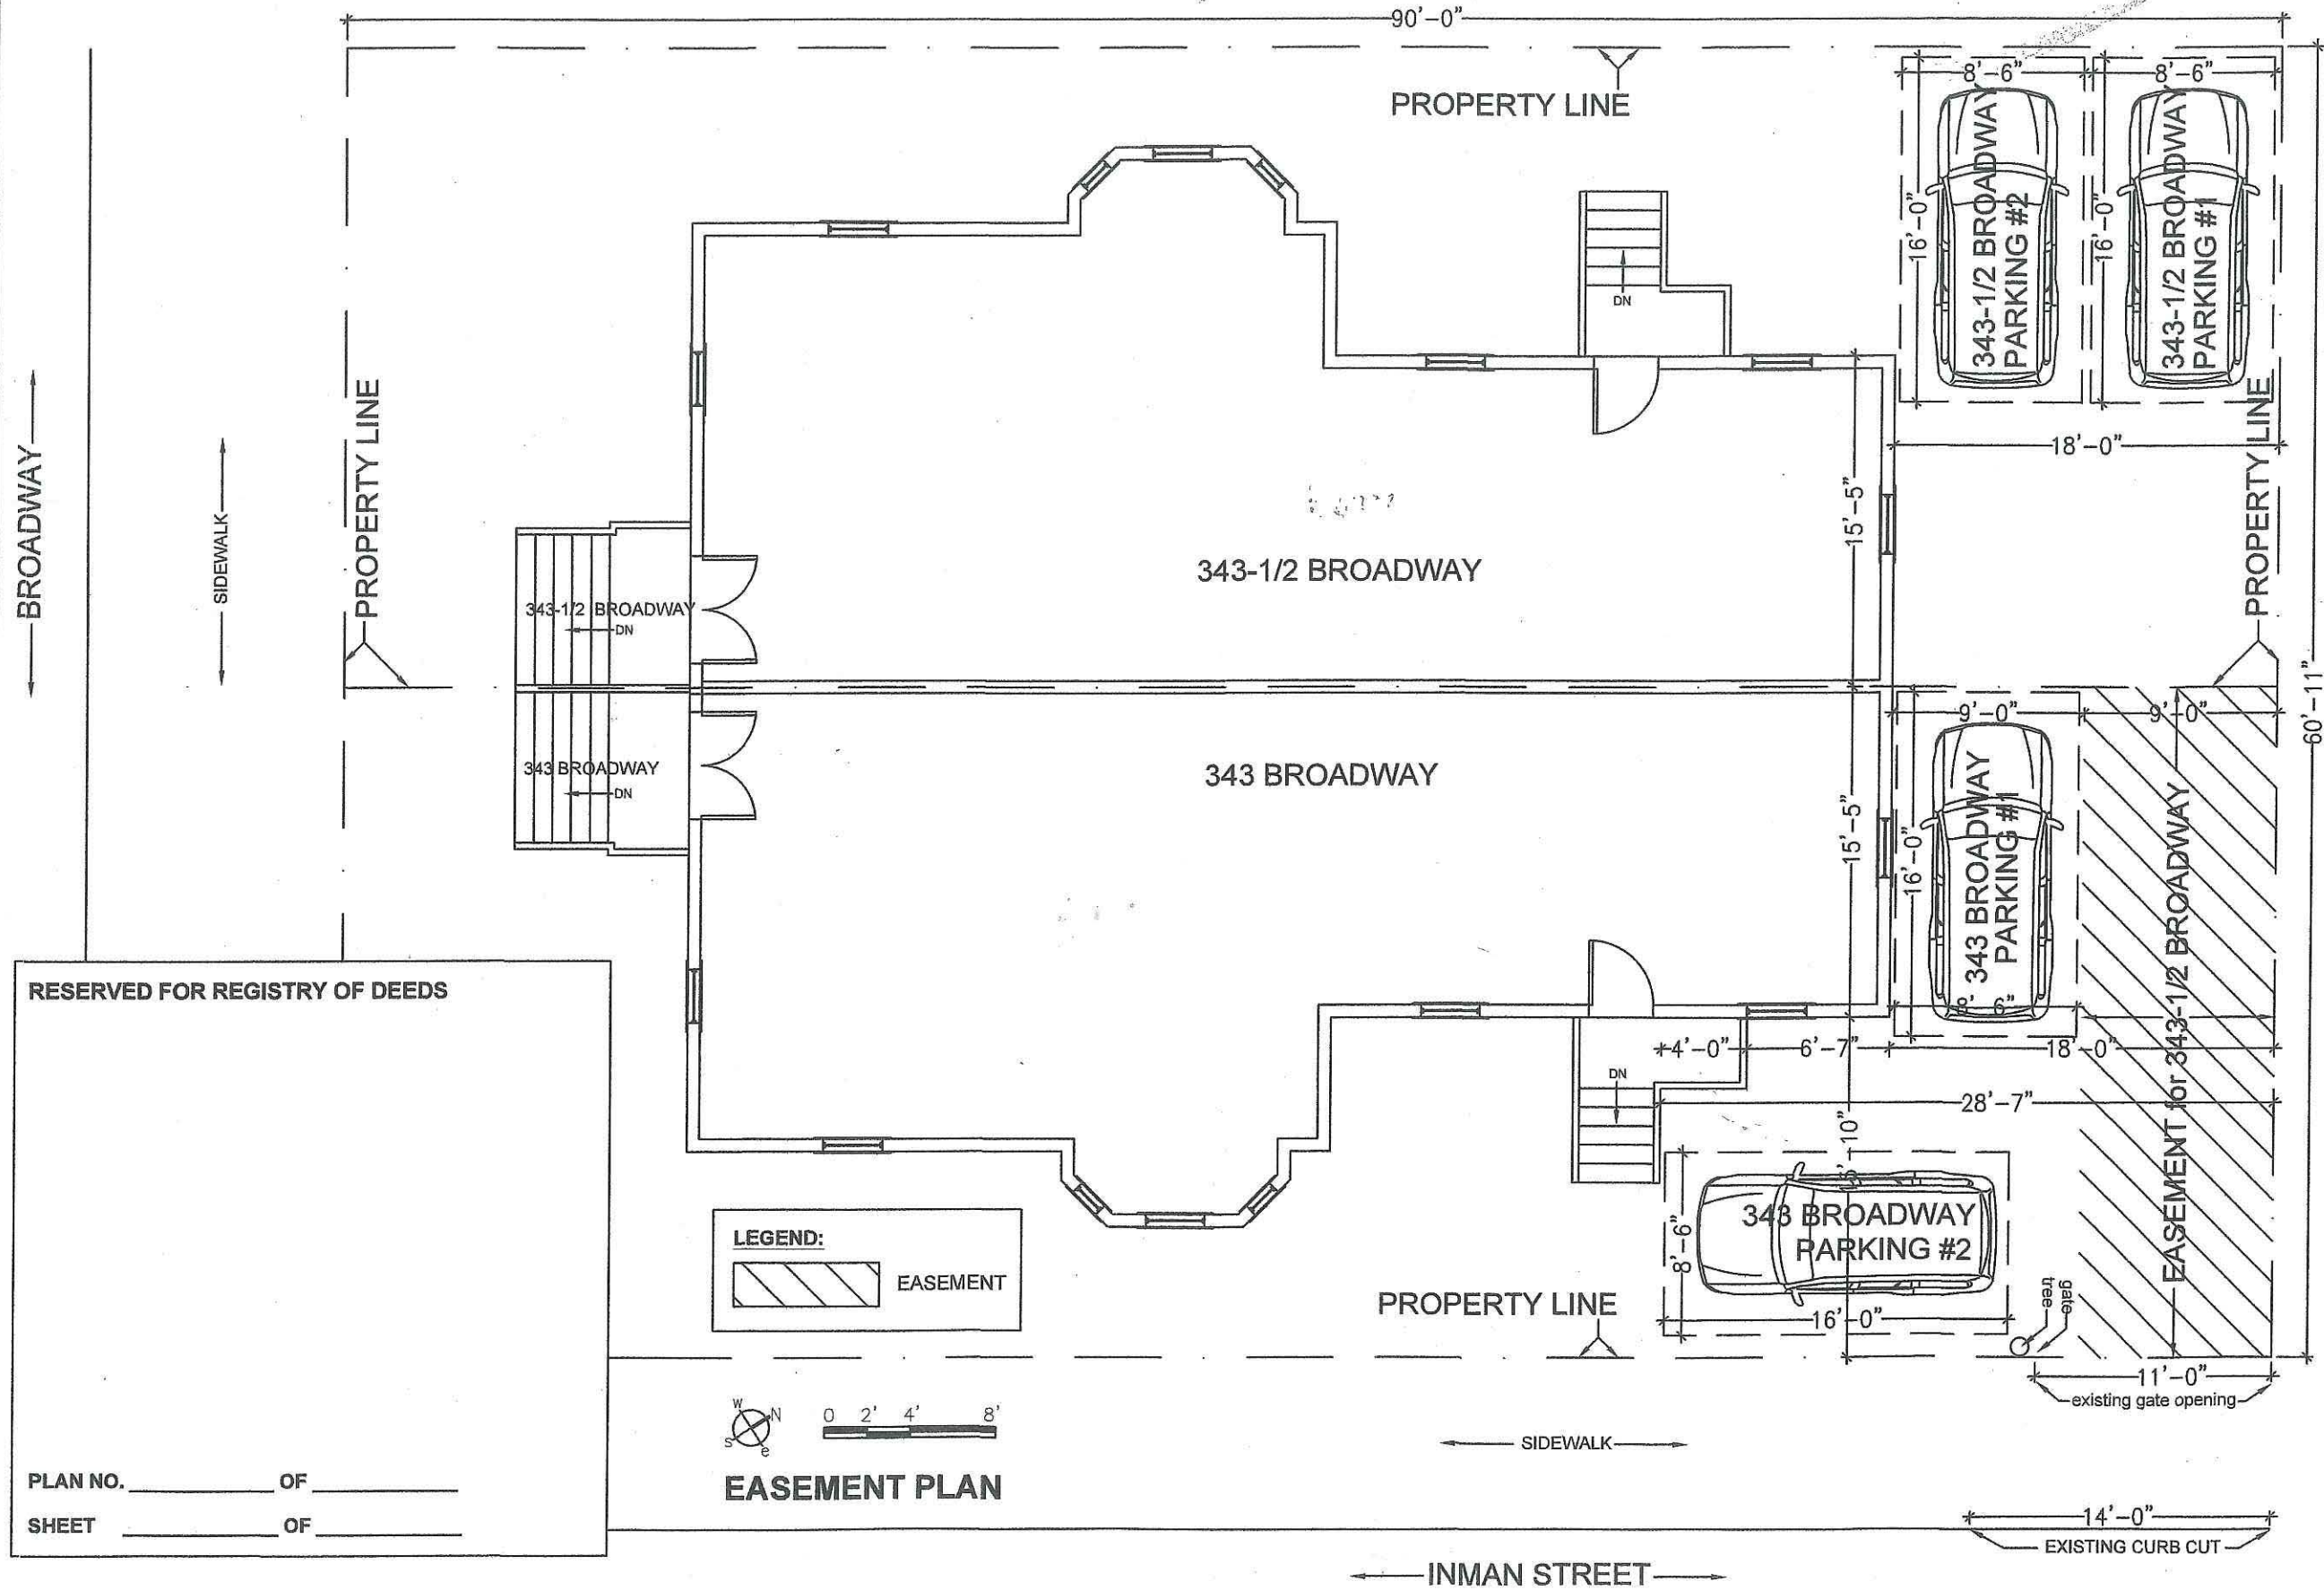 90'-0"
PROPERTY LINE
8'-6"
8'-6"
16'-0"
343-1/2 BROADWAY
PARKING #2
16'-0"
343-1/2 BROADWAY
PARKING #1
DN
18'-0"
BROADWAY
SIDEWALK
PROPERTY LINE
PROPERTY LINE
15'-5"
343-1/2 BROADWAY
343-1/2 BROADWAY
DN
60'-11"
9'-0"
9'-0"
343 BROADWAY
DN
343 BROADWAY
15'-5"
16'-0"
343 BROADWAY
PARKING #1
8'-6"
EASEMENT for 343-1/2 BROADWAY
4'-0"
6'-7"
18'-0"
DN
28'-7"
8'-6"
343 BROADWAY
PARKING #2
16'-0"
gate
tree
PROPERTY LINE
11'-0"
existing gate opening
RESERVED FOR REGISTRY OF DEEDS
PLAN NO. OF
SHEET OF
LEGEND:
EASEMENT
W
N
S
e
0 2' 4' 8'
EASEMENT PLAN
SIDEWALK
14'-0"
EXISTING CURB CUT
INMAN STREET